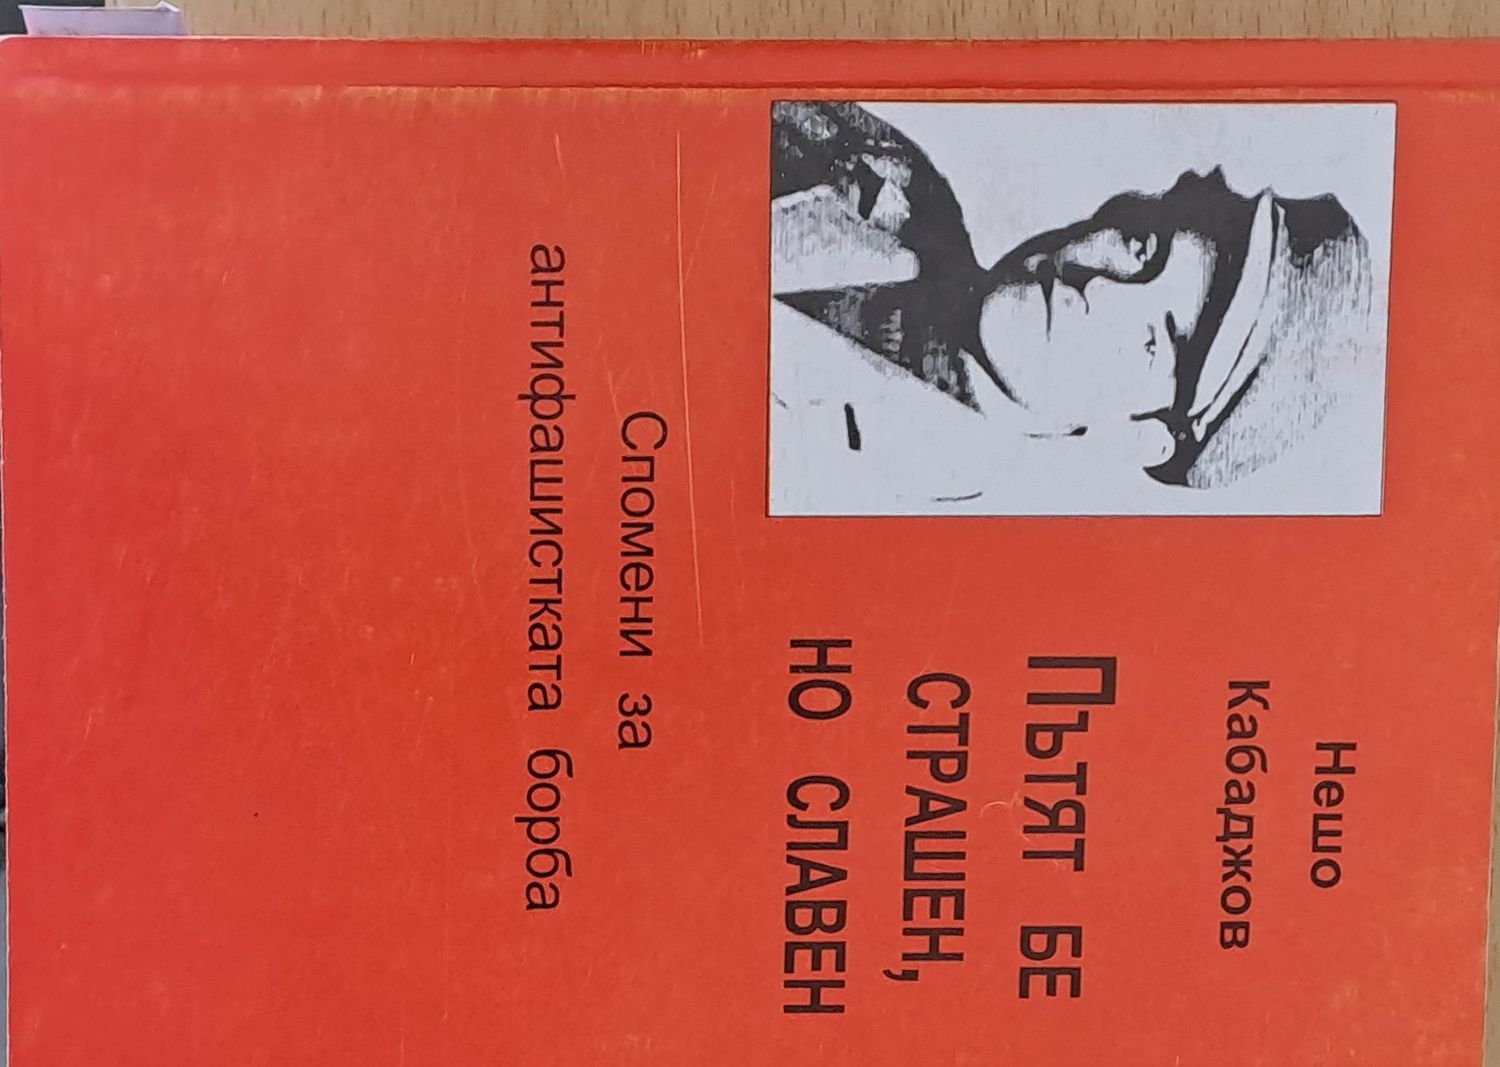 Нешо
Кабаджов
Пътят бе
страшен,
но славен
Спомени за
антифашистката борба